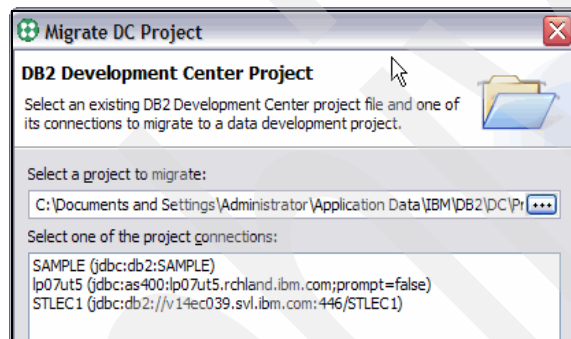 Migrate DC Project
DB2 Development Center Project
Select an existing DB2 Development Center project file and one of
its connections to migrate to a data development project.
Select a project to migrate:
C:\Documents and Settings\Administrator\Application Data\IBM\DB2\DC\Pr
Select one of the project connections:
SAMPLE (jdbc:db2:SAMPLE)
lp07ut5 (jdbc:as400:lp07ut5.rchland.ibm.com;prompt=false)
STLEC1 (jdbc:db2://v14ec039.svl.ibm.com:446/STLEC1)